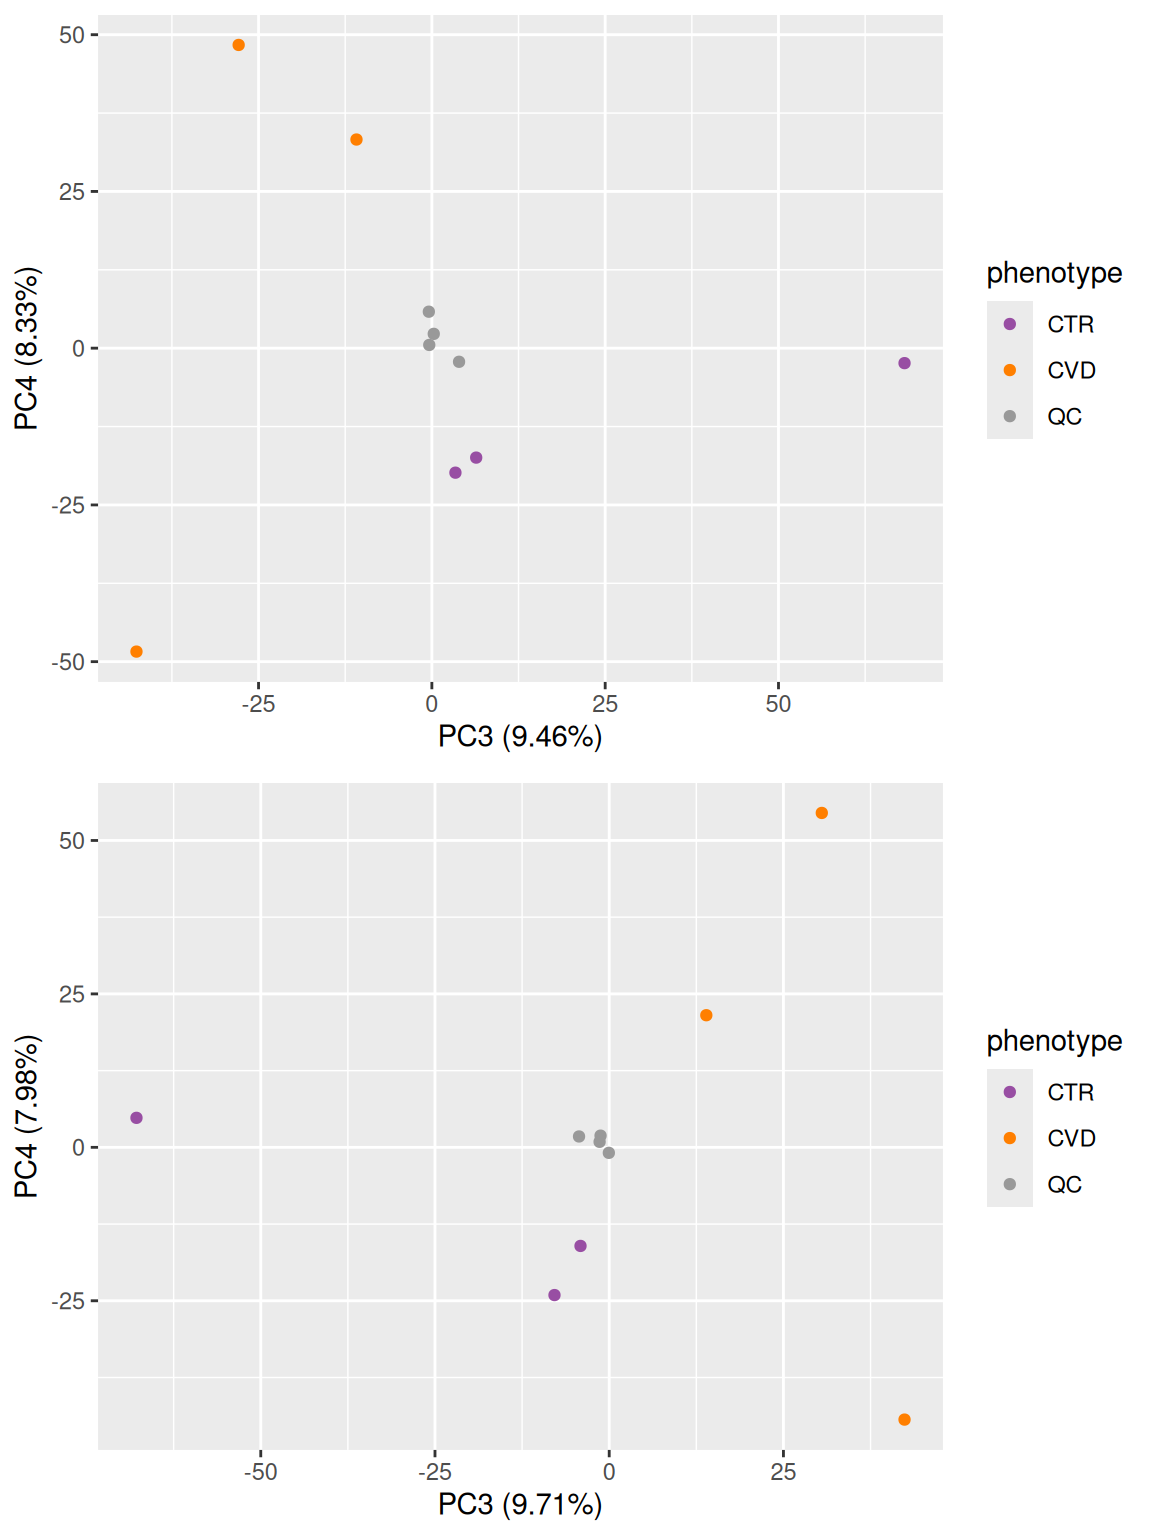 50
25
0
-25
-50
PC4 (8.33%)
-25 0 25 50
PC3 (9.46%)
phenotype
CTR
CVD
QC
50
25
0
-25
PC4 (7.98%)
-50 -25 0 25
PC3 (9.71%)
phenotype
CTR
CVD
QC